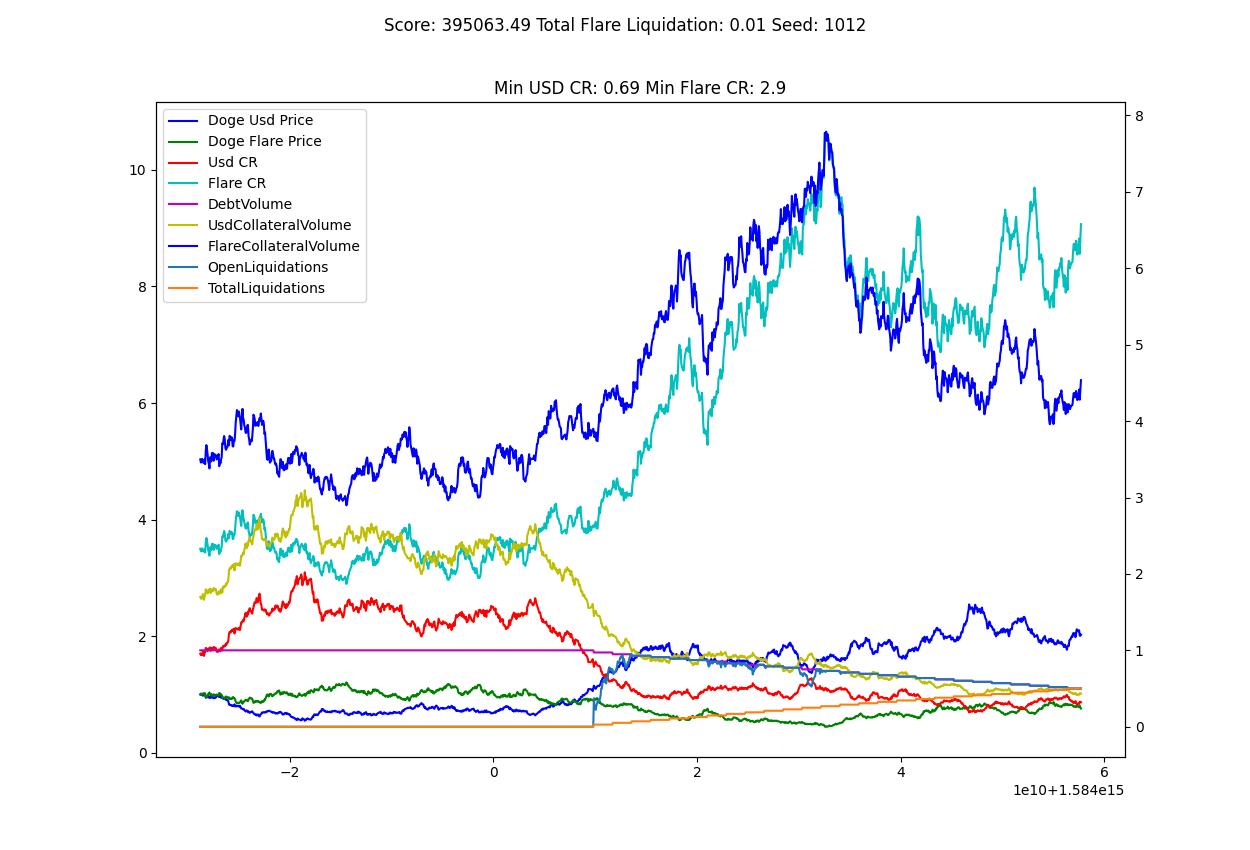 Score: 395063.49 Total Flare Liquidation: 0.01 Seed: 1012
Min USD CR: 0.69 Min Flare CR: 2.9
Doge Usd Price
Doge Flare Price
Usd CR
Flare CR
DebtVolume
UsdCollateralVolume
FlareCollateralVolume
OpenLiquidations
TotalLiquidations
10
8
6
4
2
0
8
7
6
5
4
3
2
1
0
−2 0 2 4 6
1e10+1.584e15